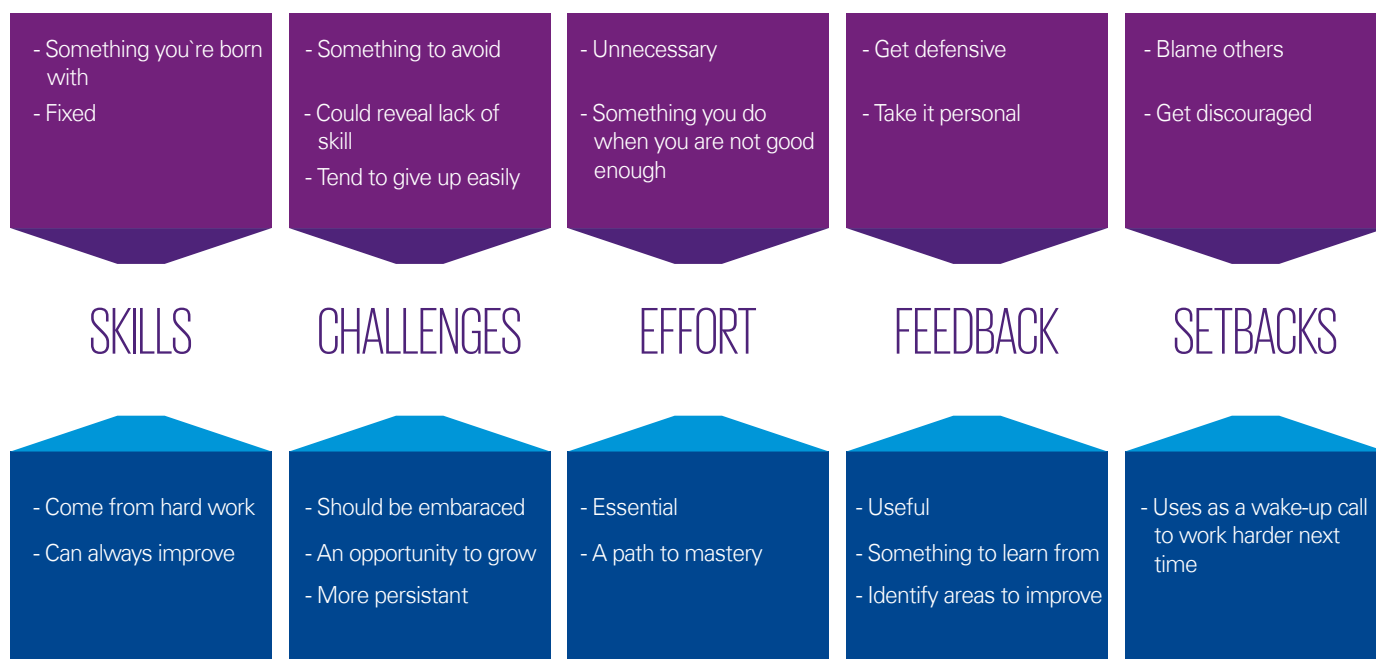 - Something you`re born
with
- Fixed
- Something to avoid
- Could reveal lack of
skill
- Tend to give up easily
- Unnecessary
- Something you do
when you are not good
enough
- Get defensive
- Take it personal
- Blame others
- Get discouraged
SKILLS
CHALLENGES
EFFORT
FEEDBACK
SETBACKS
- Come from hard work
- Can always improve
- Should be embaraced
- An opportunity to grow
- More persistant
- Essential
- A path to mastery
- Useful
- Something to learn from
- Identify areas to improve
- Uses as a wake-up call
to work harder next
time